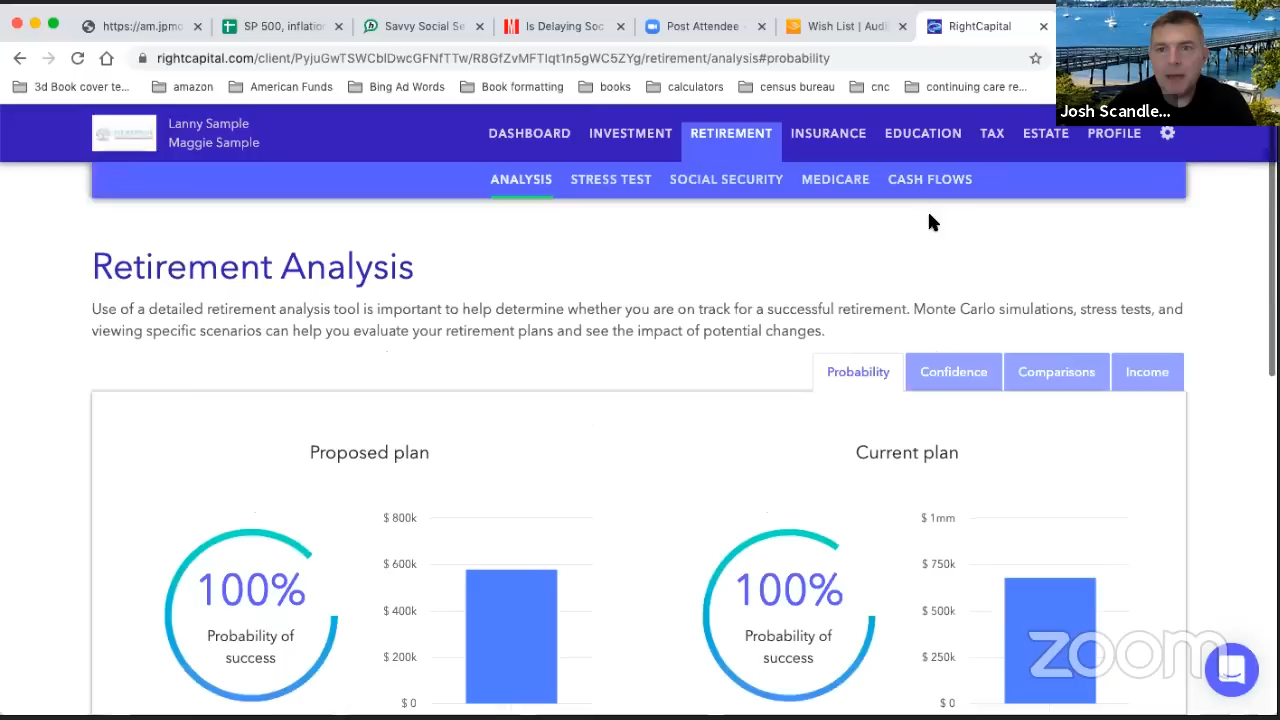 https://am.jpmo
SP 500, inflation
Savvy Social Se
Is Delaying Soc
Post Attendee
Wish List | Audi
RightCapital
rightcapital.com/client/PyjuGwTSWCblDwcGFNfTTw/R8GfZvMFTlqt1n5gWC5ZYg/retirement/analysis#probability
3d Book cover te...
amazon
American Funds
Bing Ad Words
Book formatting
books
calculators
census bureau
cnc
continuing care re...
Josh Scandle...
Lanny Sample
Maggie Sample
DASHBOARD
INVESTMENT
RETIREMENT
INSURANCE
EDUCATION
TAX
ESTATE
PROFILE
ANALYSIS
STRESS TEST
SOCIAL SECURITY
MEDICARE
CASH FLOWS
Retirement Analysis
Use of a detailed retirement analysis tool is important to help determine whether you are on track for a successful retirement. Monte Carlo simulations, stress tests, and
viewing specific scenarios can help you evaluate your retirement plans and see the impact of potential changes.
Probability
Confidence
Comparisons
Income
Proposed plan
100%
Probability of
success
$ 800k
$ 600k
$ 400k
$ 200k
$ 0
Current plan
100%
Probability of
success
$ 1mm
$ 750k
$ 500k
$ 250k
$ 0
zoom